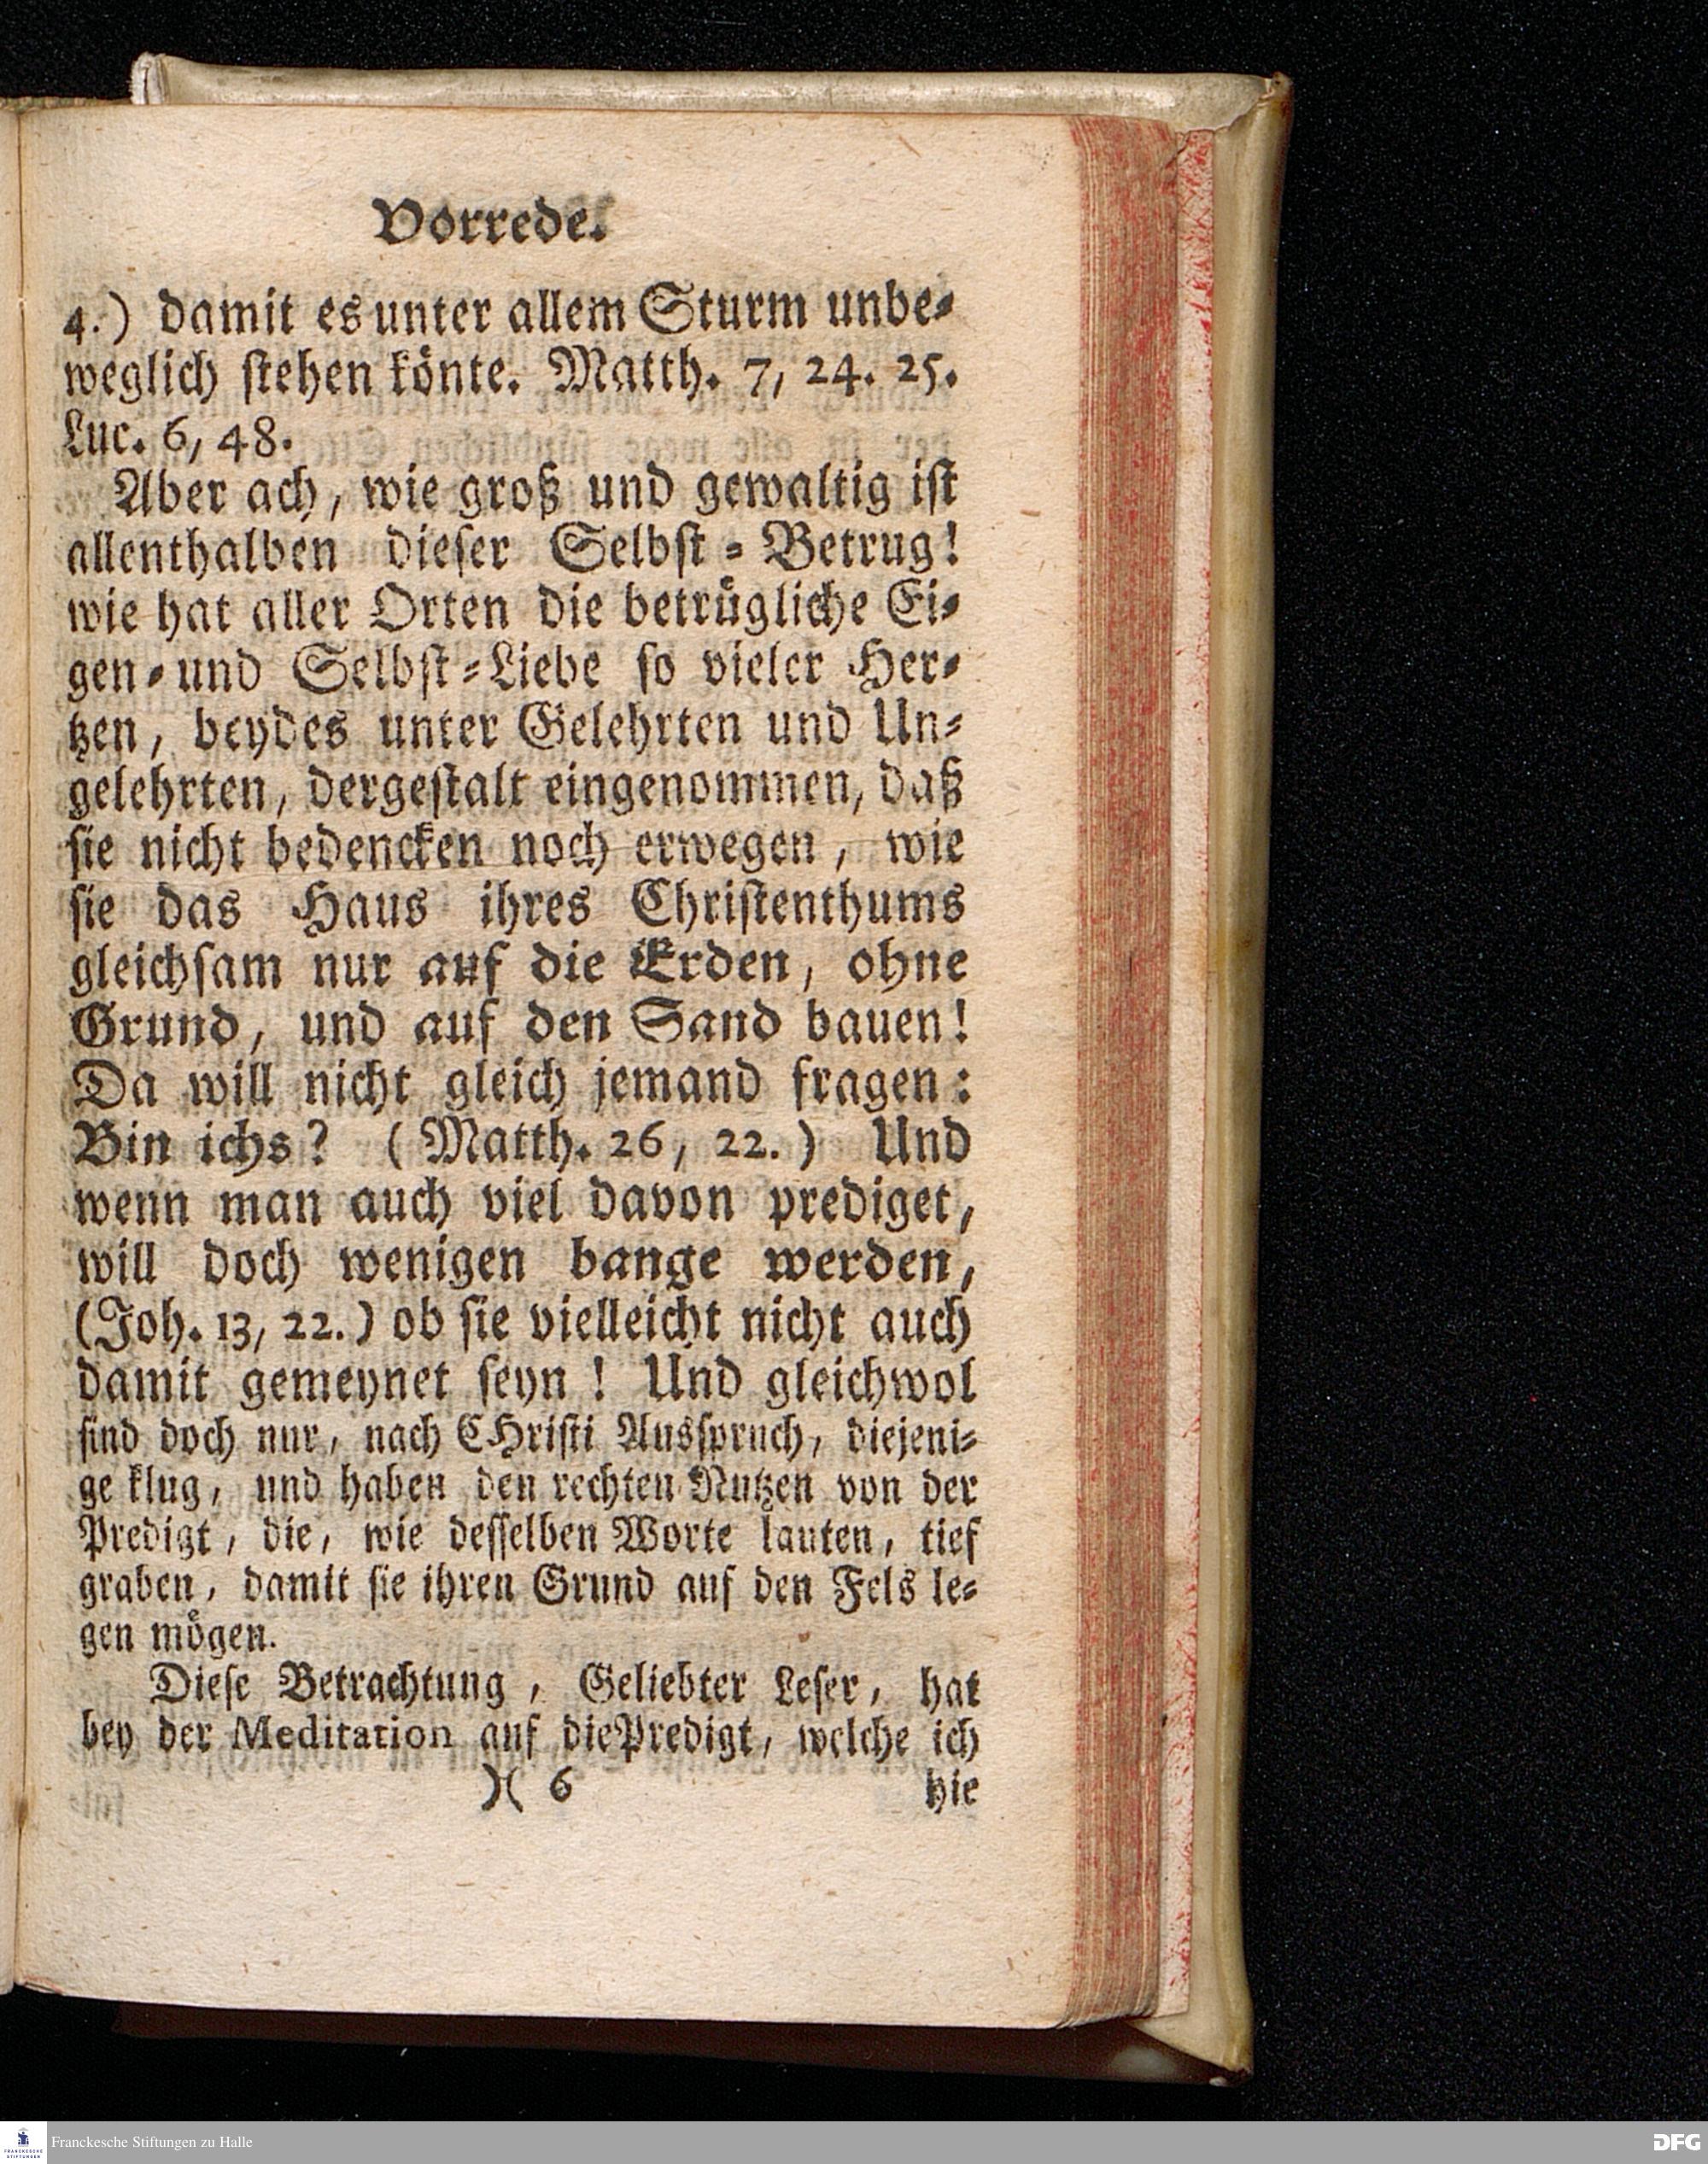 Vorrede.
4.) damit es unter allem Sturm unbe-
weglich stehen könte. Matth. 7, 24. 25.
Luc. 6, 48.
Aber ach, wie groß und gewaltig ist
allenthalben dieser Selbst-Betrug!
wie hat aller Orten die betrügliche Ei-
gen- und Selbst-Liebe so vieler Her-
tzen, beydes unter Gelehrten und Un-
gelehrten, dergestalt eingenommen, daß
sie nicht bedencken noch erwegen, wie
sie das Haus ihres Christenthums
gleichsam nur auf die Erden, ohne
Grund, und auf den Sand bauen!
Da will nicht gleich jemand fragen:
Bin ichs? (Matth. 26, 22.) Und
wenn man auch viel davon prediget,
will doch wenigen bange werden,
(Joh. 13, 22.) ob sie vielleicht nicht auch
damit gemeynet seyn! Und gleichwol
sind doch nur, nach CHristi Ausspruch, diejeni-
ge klug, und haben den rechten Nutzen von der
Predigt, die, wie desselben Worte lauten, tief
graben, damit sie ihren Grund auf den Fels le-
gen mögen.
Diese Betrachtung, Geliebter Leser, hat
bey der Meditation auf die Predigt, welche ich
)( 6 hie
Franckesche Stiftungen zu Halle
FRANCKESCHE STIFTUNGEN
DFG